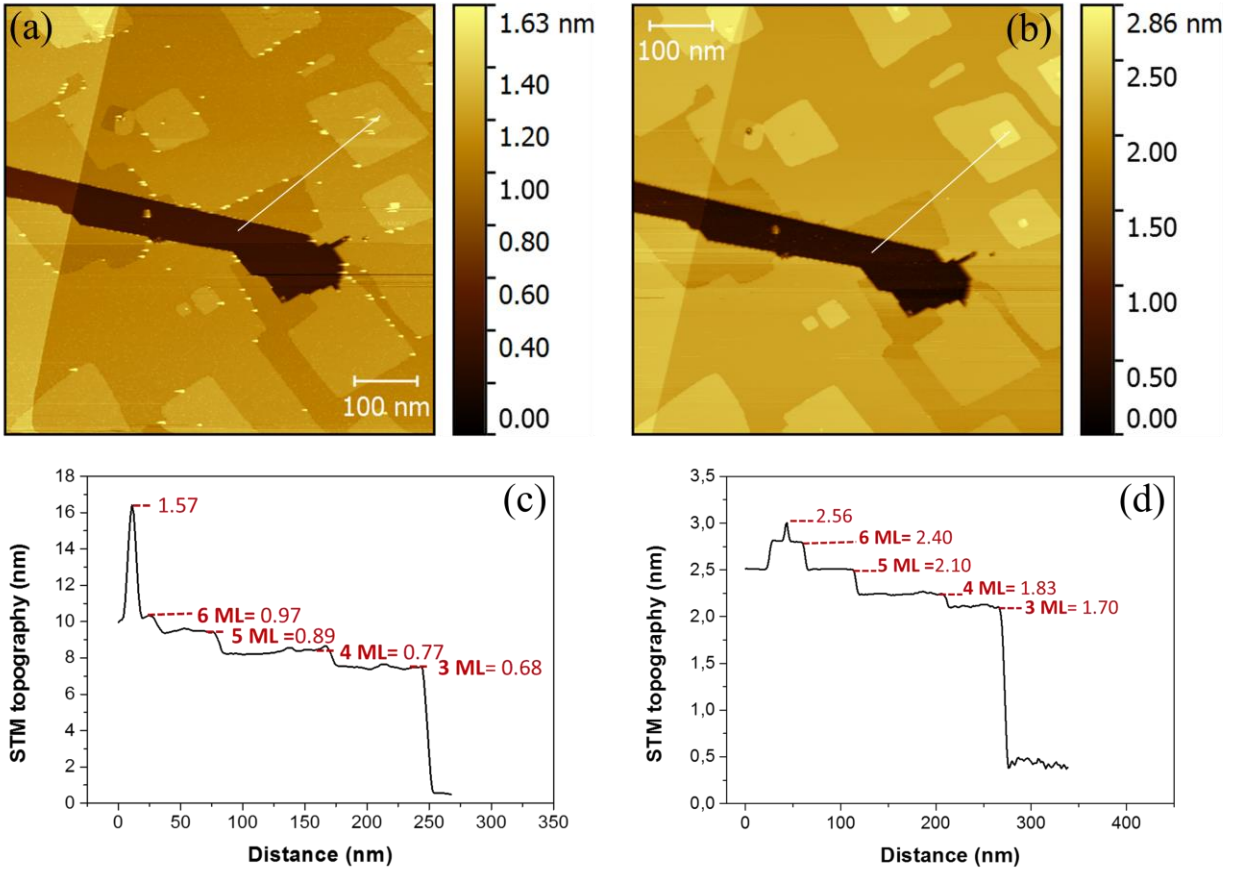 (a)
1.63 nm
1.40
1.20
1.00
0.80
0.60
0.40
0.00
100 nm
(b)
100 nm
2.86 nm
2.50
2.00
1.50
1.00
0.50
0.00
(c)
STM topography (nm)
18
16
14
12
10
8
6
4
2
0
1.57
6 ML= 0.97
5 ML =0.89
4 ML= 0.77
3 ML= 0.68
0 50 100 150 200 250 300 350
Distance (nm)
(d)
STM topography (nm)
3,5
3,0
2,5
2,0
1,5
1,0
0,5
0,0
2.56
6 ML= 2.40
5 ML =2.10
4 ML= 1.83
3 ML= 1.70
0 100 200 300 400
Distance (nm)